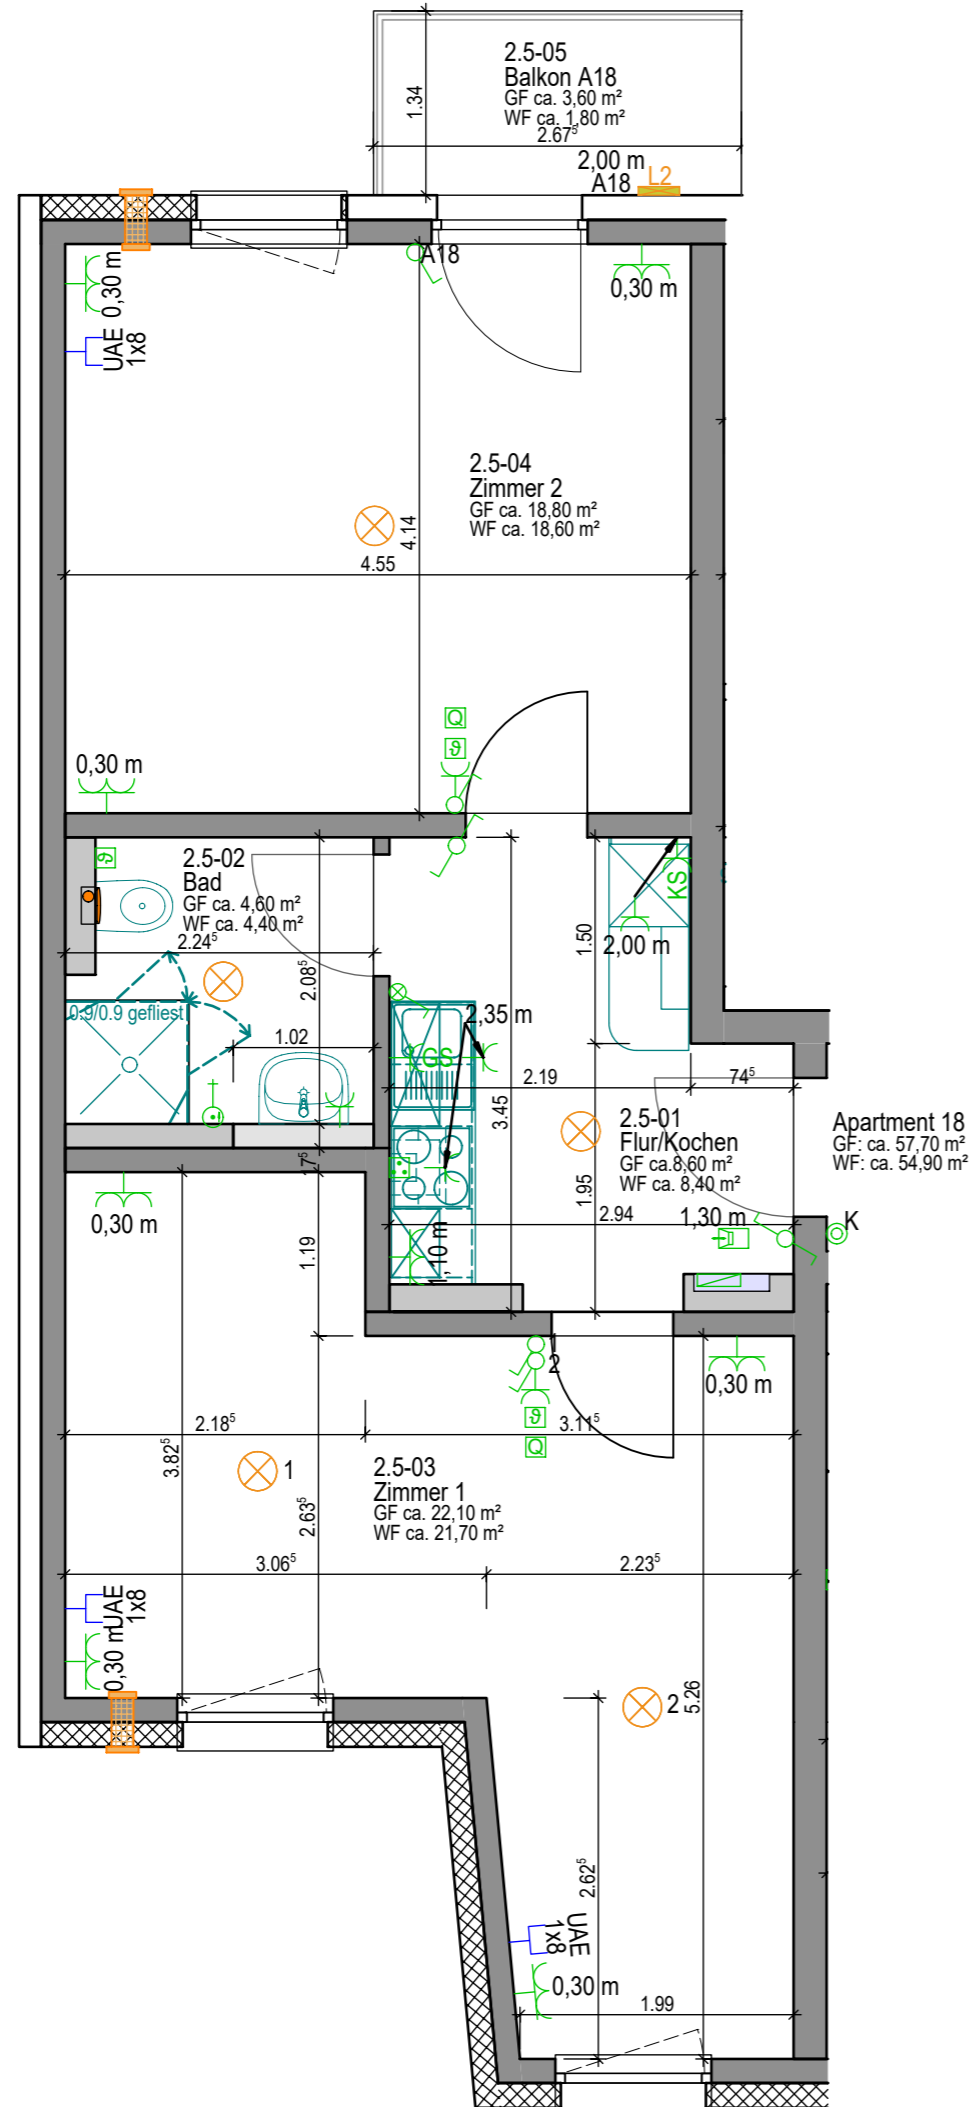 2.5-05
Balkon A18
GF ca. 3,60 m²
WF ca. 1,80 m²
2.67⁵
1.34
2,00 m
A18
L2
A18
0,30 m
0,30 m
UAE
1x8
2.5-04
Zimmer 2
GF ca. 18,80 m²
WF ca. 18,60 m²
4.14
4.55
Q
ϑ
0,30 m
ϑ
2.5-02
Bad
GF ca. 4,60 m²
WF ca. 4,40 m²
2.24⁵
2.08⁵
0.9/0.9 gefliest
1.02
KS
2,00 m
1.50
2,35 m
GS
2.19
74⁵
3.45
2.5-01
Flur/Kochen
GF ca.8,60 m²
WF ca. 8,40 m²
1.95
2.94
1,30 m
K
Apartment 18
GF: ca. 57,70 m²
WF: ca. 54,90 m²
17⁵
0,30 m
1.19
1,10 m
2
0,30 m
ϑ
Q
2.18⁵
3.11⁵
3.82⁵
1
2.5-03
Zimmer 1
GF ca. 22,10 m²
WF ca. 21,70 m²
2.63⁵
3.06⁵
2.23⁵
UAE
1x8
0,30 m
2
5.26
2.62⁵
UAE
1x8
0,30 m
1.99